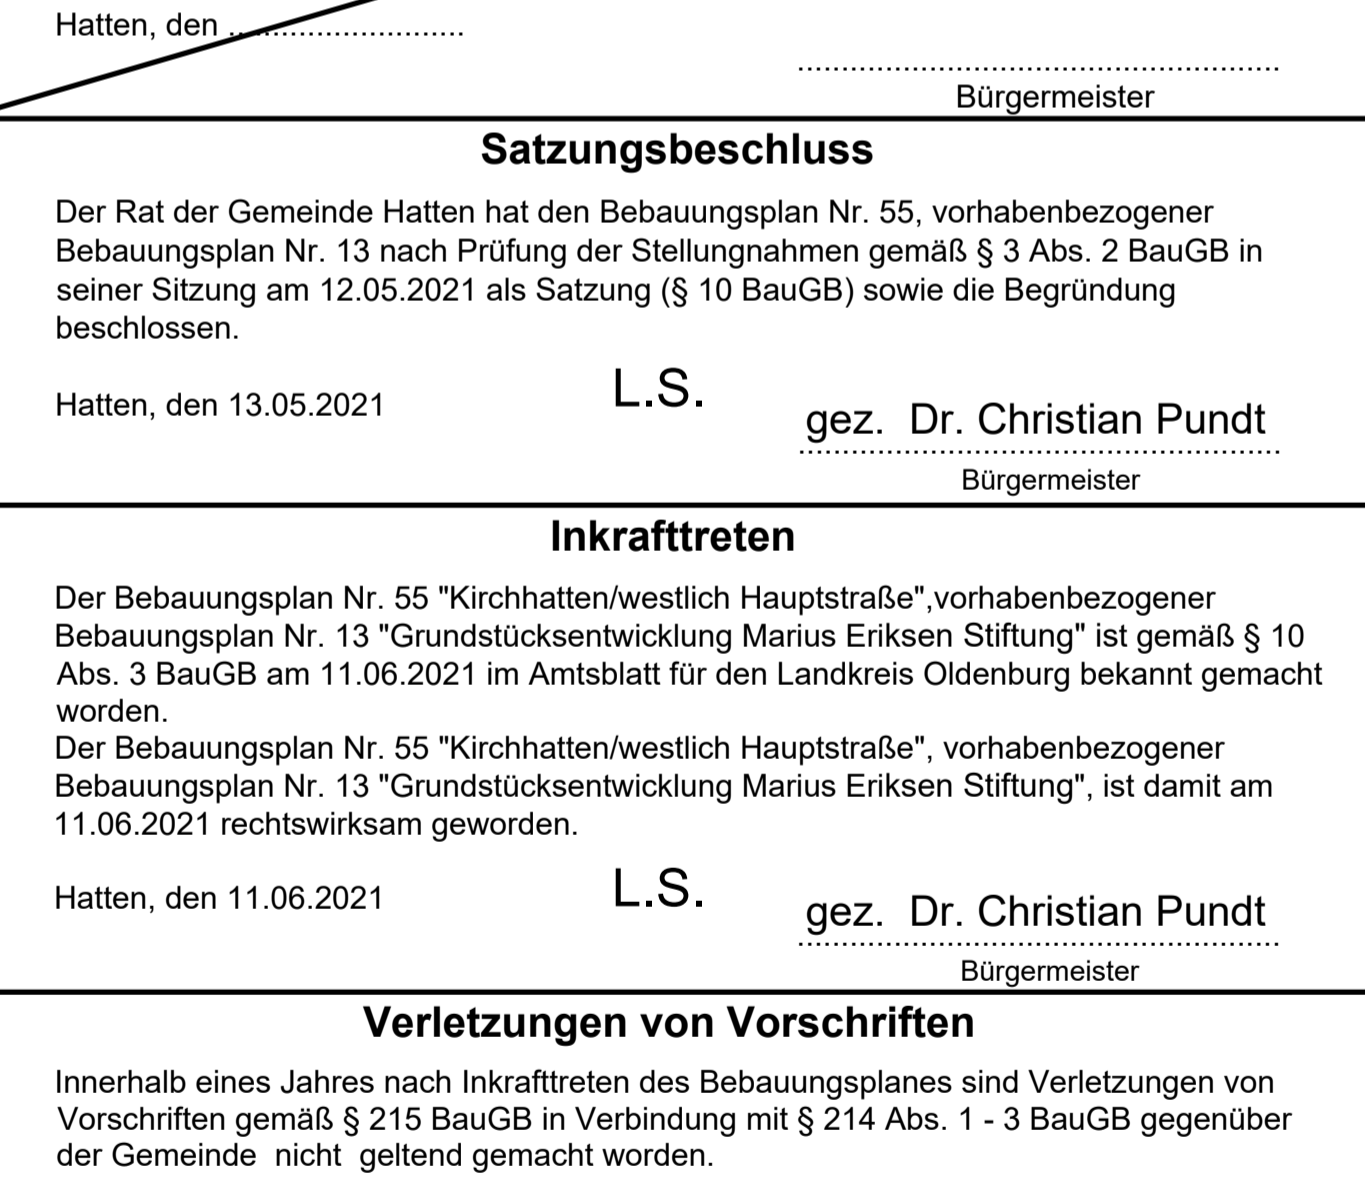 Hatten, den ................................
................................................................
Bürgermeister
Satzungsbeschluss
Der Rat der Gemeinde Hatten hat den Bebauungsplan Nr. 55, vorhabenbezogener
Bebauungsplan Nr. 13 nach Prüfung der Stellungnahmen gemäß § 3 Abs. 2 BauGB in
seiner Sitzung am 12.05.2021 als Satzung (§ 10 BauGB) sowie die Begründung
beschlossen.
Hatten, den 13.05.2021
L.S.
gez. Dr. Christian Pundt
................................................................
Bürgermeister
Inkrafttreten
Der Bebauungsplan Nr. 55 "Kirchhatten/westlich Hauptstraße",vorhabenbezogener
Bebauungsplan Nr. 13 "Grundstücksentwicklung Marius Eriksen Stiftung" ist gemäß § 10
Abs. 3 BauGB am 11.06.2021 im Amtsblatt für den Landkreis Oldenburg bekannt gemacht
worden.
Der Bebauungsplan Nr. 55 "Kirchhatten/westlich Hauptstraße", vorhabenbezogener
Bebauungsplan Nr. 13 "Grundstücksentwicklung Marius Eriksen Stiftung", ist damit am
11.06.2021 rechtswirksam geworden.
Hatten, den 11.06.2021
L.S.
gez. Dr. Christian Pundt
................................................................
Bürgermeister
Verletzungen von Vorschriften
Innerhalb eines Jahres nach Inkrafttreten des Bebauungsplanes sind Verletzungen von
Vorschriften gemäß § 215 BauGB in Verbindung mit § 214 Abs. 1 - 3 BauGB gegenüber
der Gemeinde nicht geltend gemacht worden.